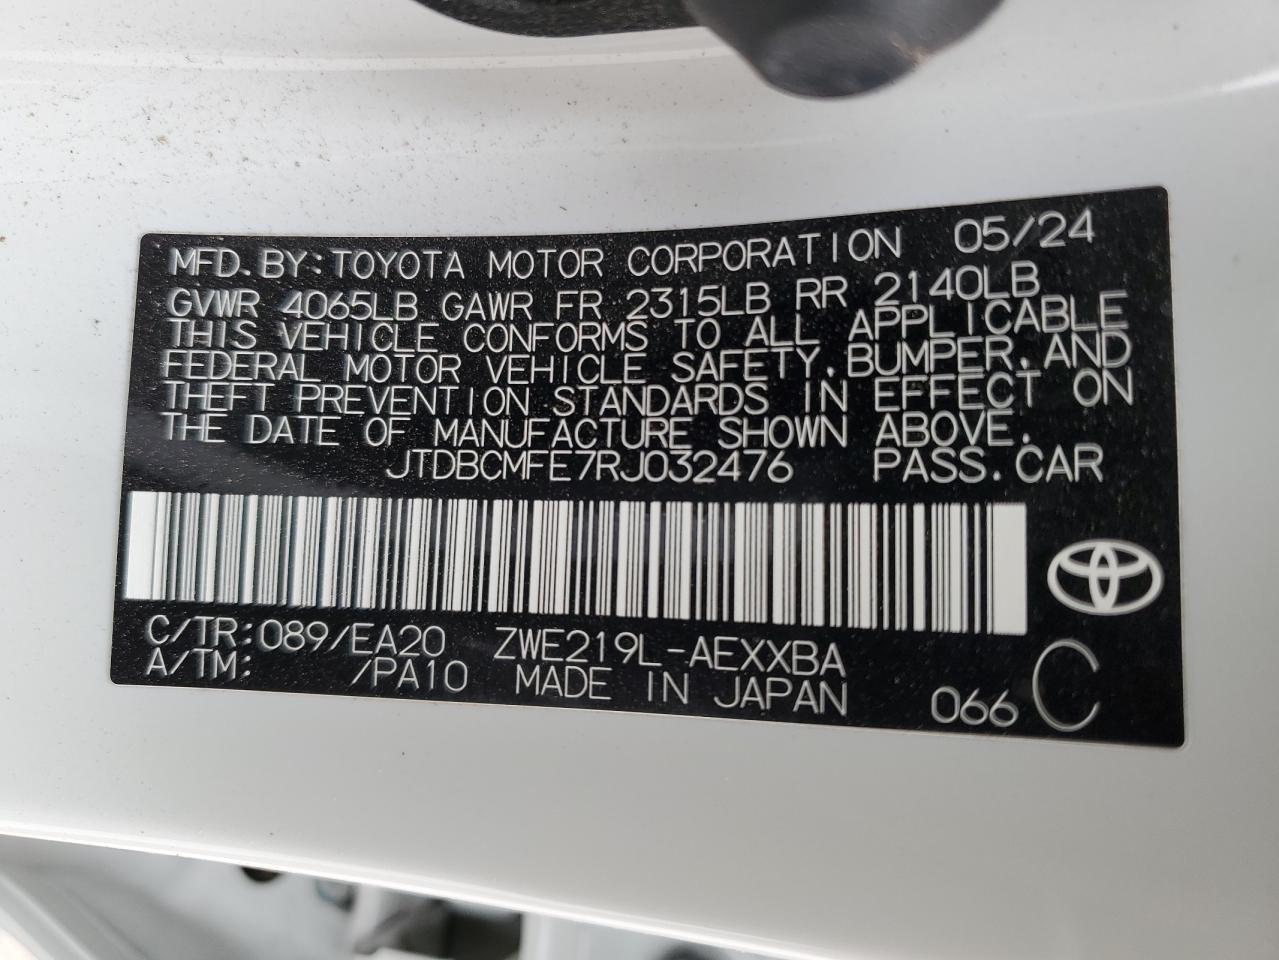 MFD.BY:TOYOTA MOTOR CORPORATION 05/24
GVWR 4065LB GAWR FR 2315LB RR 2140LB
THIS VEHICLE CONFORMS TO ALL APPLICABLE
FEDERAL MOTOR VEHICLE SAFETY,BUMPER,AND
THEFT PREVENTION STANDARDS IN EFFECT ON
THE DATE OF MANUFACTURE SHOWN ABOVE.
JTDBCMFE7RJ032476 PASS.CAR
C/TR:089/EA20 ZWE219L-AEXXBA
A/TM: /PA10 MADE IN JAPAN 066 C